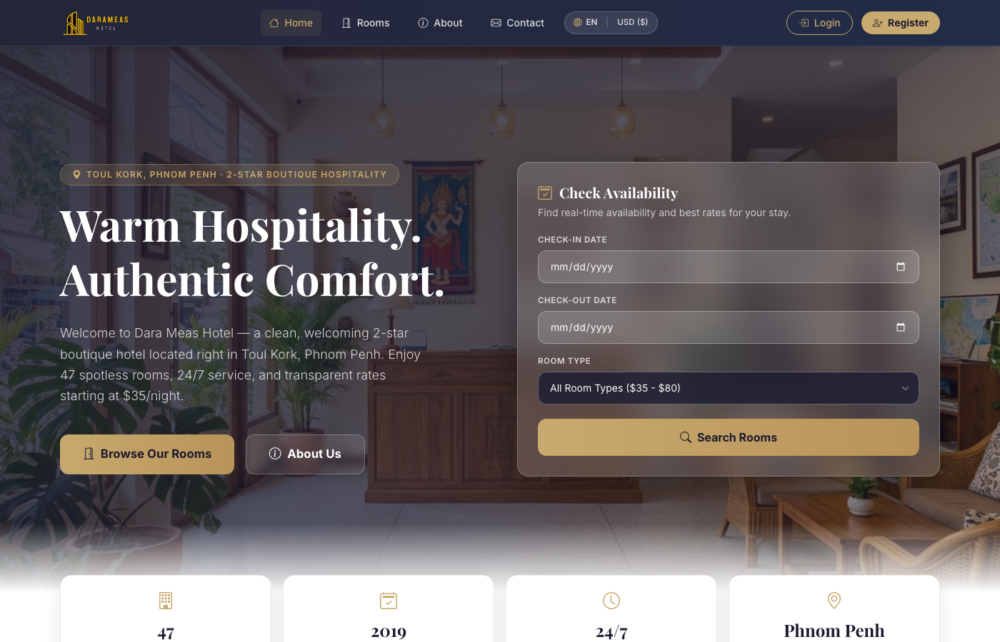 DARAMEAS
HOTEL
Home
Rooms
About
Contact
EN | USD ($)
Login
Register
TOUL KORK, PHNOM PENH · 2-STAR BOUTIQUE HOSPITALITY
Warm Hospitality.
Authentic Comfort.
Welcome to Dara Meas Hotel — a clean, welcoming 2-star
boutique hotel located right in Toul Kork, Phnom Penh. Enjoy
47 spotless rooms, 24/7 service, and transparent rates
starting at $35/night.
Browse Our Rooms
About Us
Check Availability
Find real-time availability and best rates for your stay.
CHECK-IN DATE
mm/dd/yyyy
CHECK-OUT DATE
mm/dd/yyyy
ROOM TYPE
All Room Types ($35 - $80)
Search Rooms
47
2019
24/7
Phnom Penh